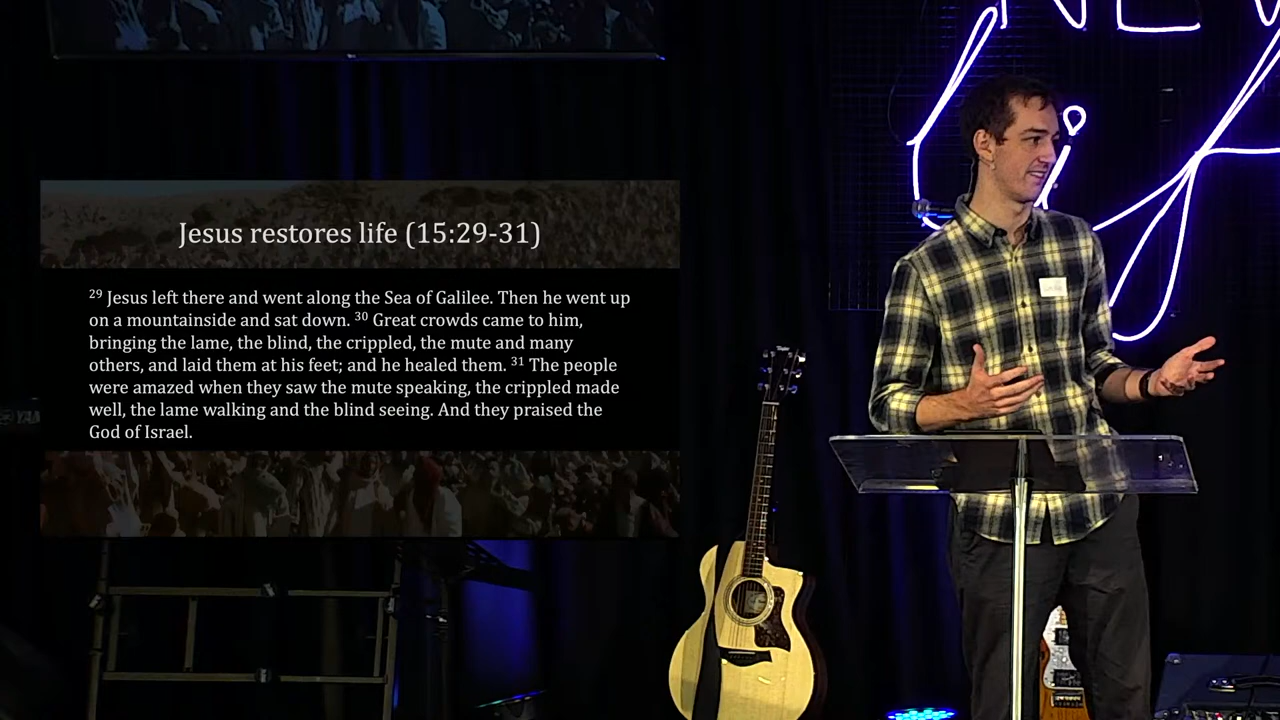 NEW
Life
Jesus restores life (15:29-31)
29 Jesus left there and went along the Sea of Galilee. Then he went up
on a mountainside and sat down. 30 Great crowds came to him,
bringing the lame, the blind, the crippled, the mute and many
others, and laid them at his feet; and he healed them. 31 The people
were amazed when they saw the mute speaking, the crippled made
well, the lame walking and the blind seeing. And they praised the
God of Israel.